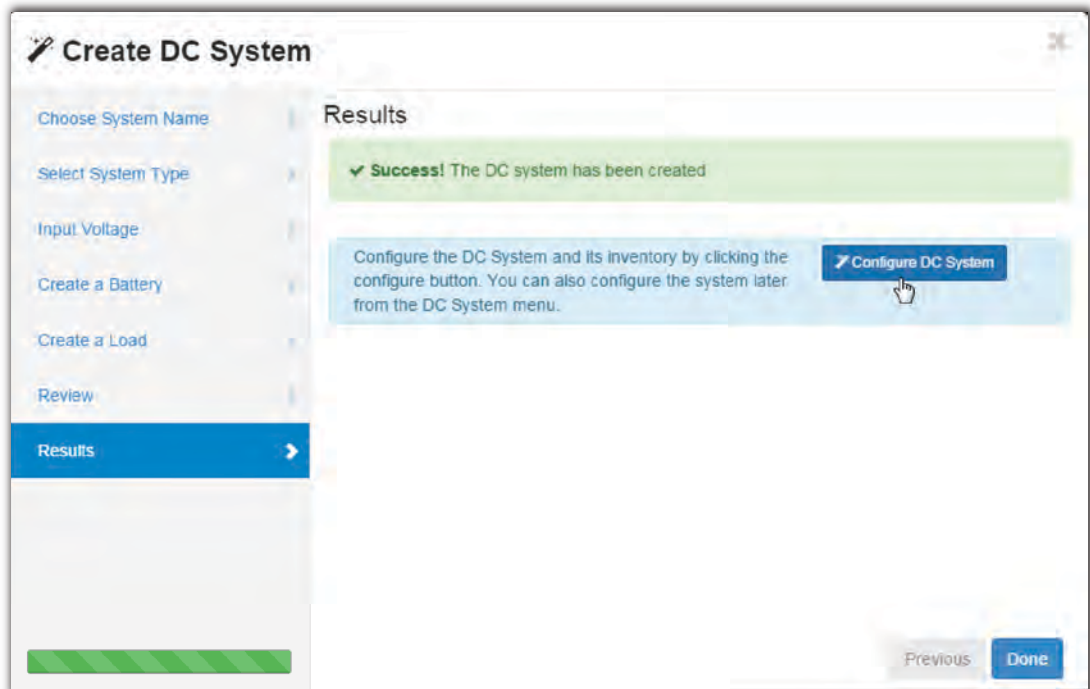 Create DC System
Choose System Name
Select System Type
Input Voltage
Create a Battery
Create a Load
Review
Results
Results
Success! The DC system has been created
Configure the DC System and its inventory by clicking the
configure button. You can also configure the system later
from the DC System menu.
Configure DC System
Previous
Done